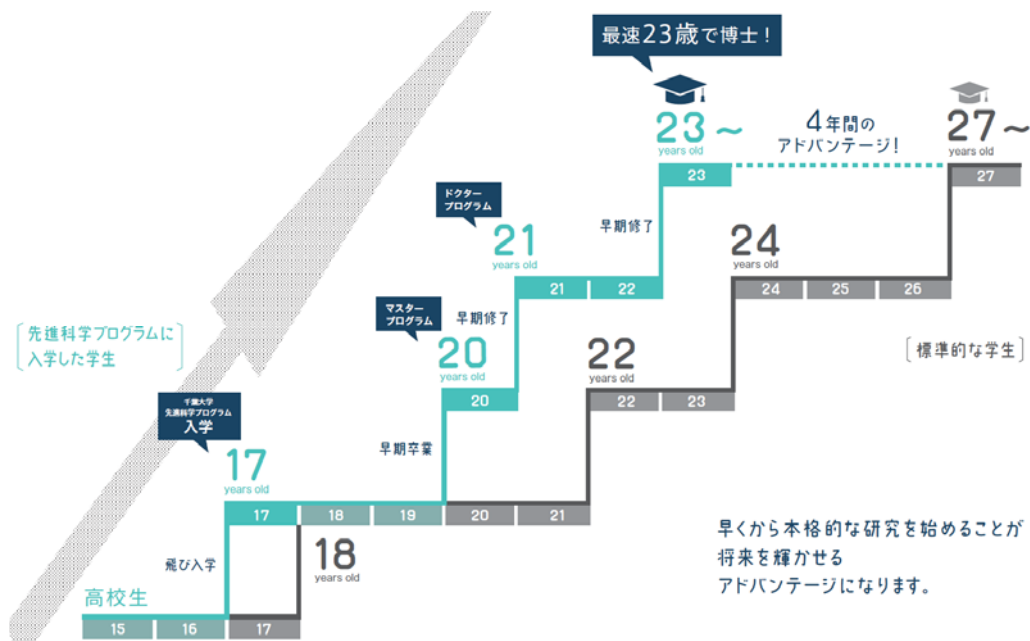 最速23歳で博士！
23～
years old
4年間の
アドバンテージ！
27～
years old
23
27
ドクター
プログラム
21
years old
早期修了
24
years old
21 22
24 25 26
マスター
プログラム
早期修了
20
years old
22
years old
[標準的な学生]
[先進科学プログラムに
入学した学生]
20
22 23
千葉大学
先進科学プログラム
入学
早期卒業
17
years old
17 18 19 20 21
18
years old
飛び入学
高校生
15 16 17
早くから本格的な研究を始めることが
将来を輝かせる
アドバンテージになります。